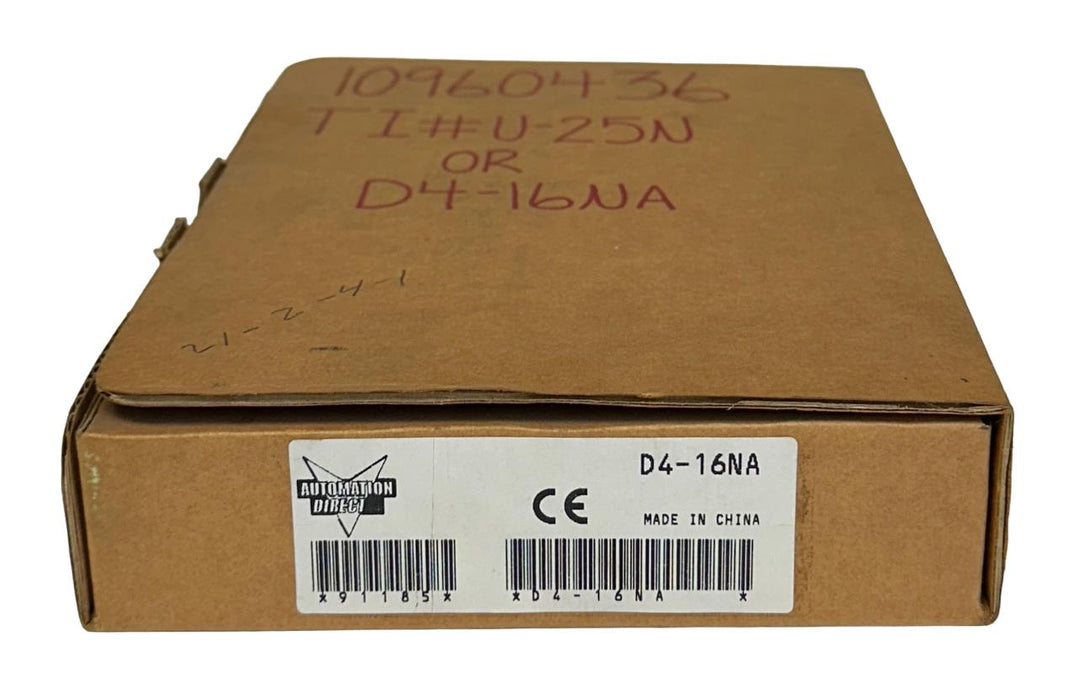 10960436
TI#U-25N
OR
D4-16NA
21-2-4-1
AUTOMATION
DIRECT
D4-16NA
CE
MADE IN CHINA
*91185*
*D4-16NA *